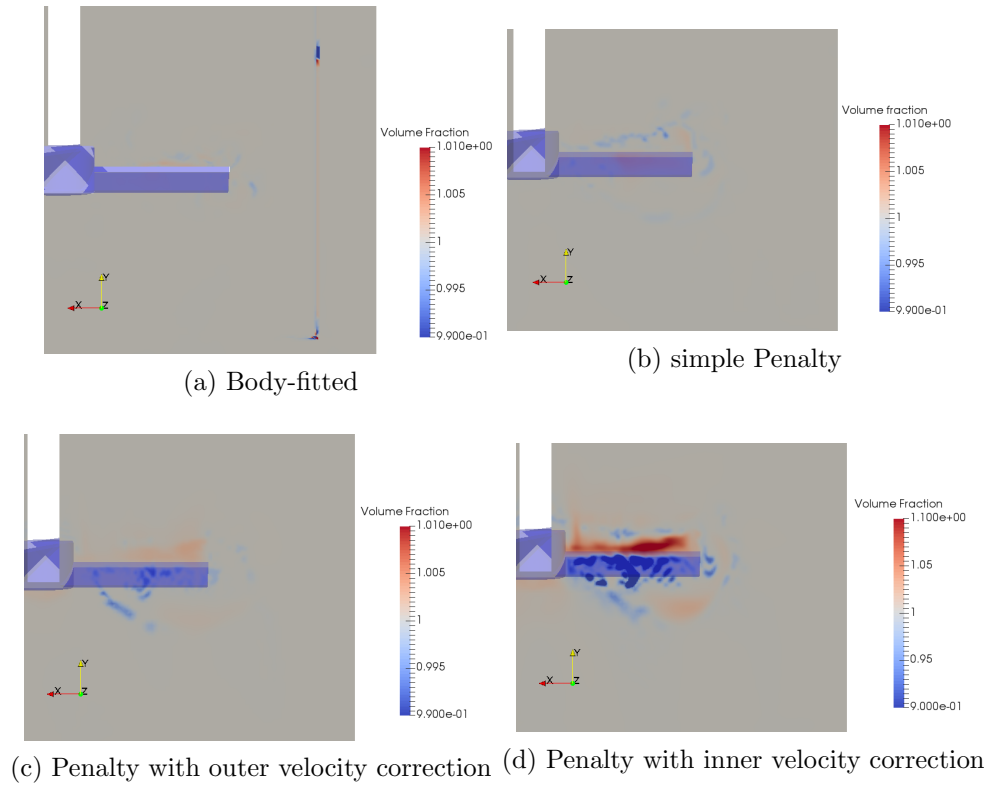 Volume Fraction
1.010e+00
1.005
1
0.995
9.900e-01
Y
X
Z
(a) Body-fitted
Volume fraction
1.010e+00
1.005
1
0.995
9.900e-01
Y
X
Z
(b) simple Penalty
Volume Fraction
1.010e+00
1.005
1
0.995
9.900e-01
Y
X
Z
(c) Penalty with outer velocity correction
Volume Fraction
1.100e+00
1.05
1
0.95
9.000e-01
Y
X
Z
(d) Penalty with inner velocity correction